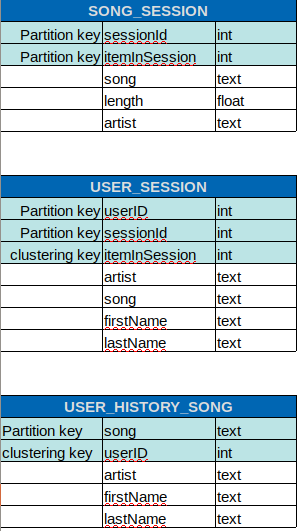 SONG_SESSION
Partition key sessionId int
Partition key itemInSession int
song text
length float
artist text
USER_SESSION
Partition key userID int
Partition key sessionId int
clustering key itemInSession int
artist text
song text
firstName text
lastName text
USER_HISTORY_SONG
Partition key song text
clustering key userID int
artist text
firstName text
lastName text